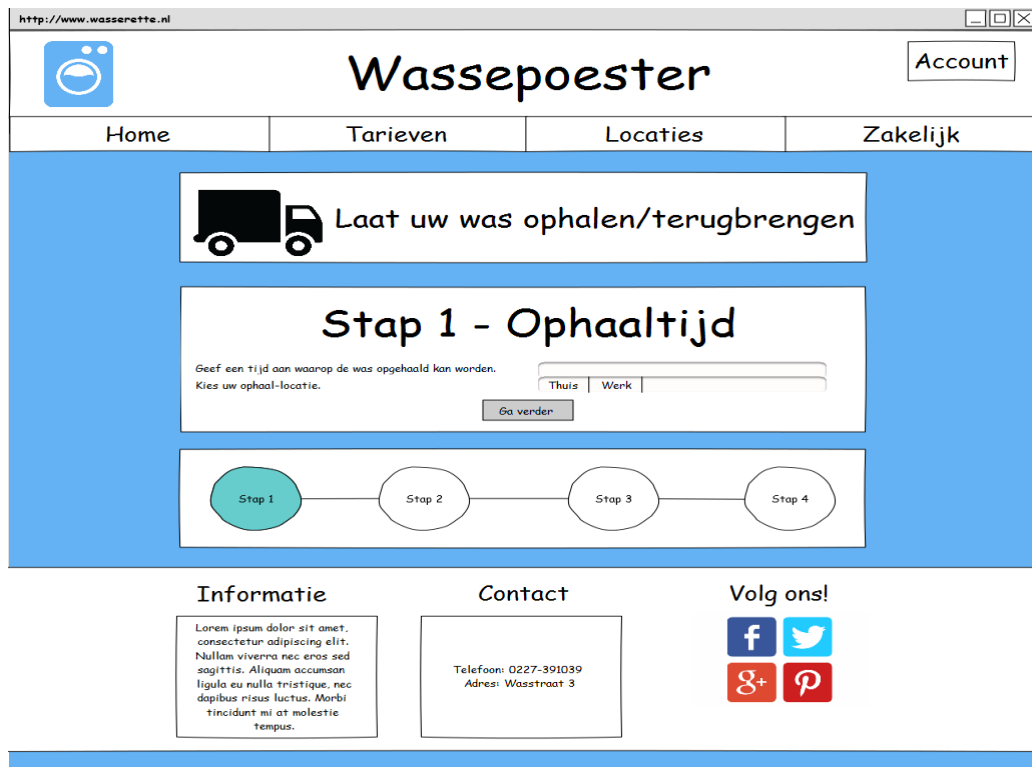 http://www.wasserette.nl
Wassepoester
Account
Home
Tarieven
Locaties
Zakelijk
Laat uw was ophalen/terugbrengen
Stap 1 - Ophaaltijd
Geef een tijd aan waarop de was opgehaald kan worden.
Kies uw ophaal-locatie.
Thuis
Werk
Ga verder
Stap 1
Stap 2
Stap 3
Stap 4
Informatie
Lorem ipsum dolor sit amet,
consectetur adipiscing elit.
Nullam viverra nec eros sed
sagittis. Aliquam accumsan
ligula eu nulla tristique, nec
dapibus risus luctus. Morbi
tincidunt mi at molestie
tempus.
Contact
Telefoon: 0227-391039
Adres: Wasstraat 3
Volg ons!
f
g+